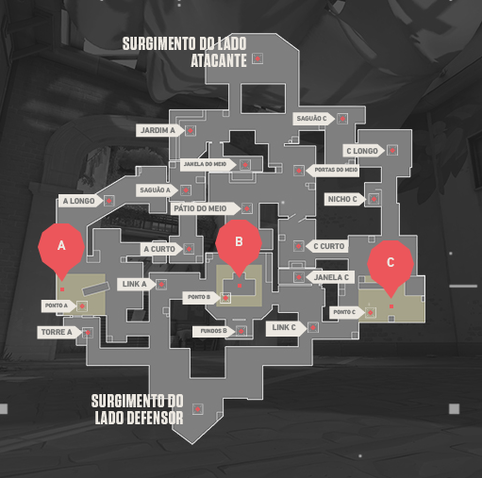 SURGIMENTO DO LADO
ATACANTE
SAGUÃO C
JARDIM A
C LONGO
JANELA DO MEIO
PORTAS DO MEIO
SAGUÃO A
NICHO C
A LONGO
PÁTIO DO MEIO
A
B
A CURTO
C CURTO
C
JANELA C
LINK A
PONTO B
PONTO A
PONTO C
TORRE A
FUNDOS B
LINK C
SURGIMENTO DO
LADO DEFENSOR